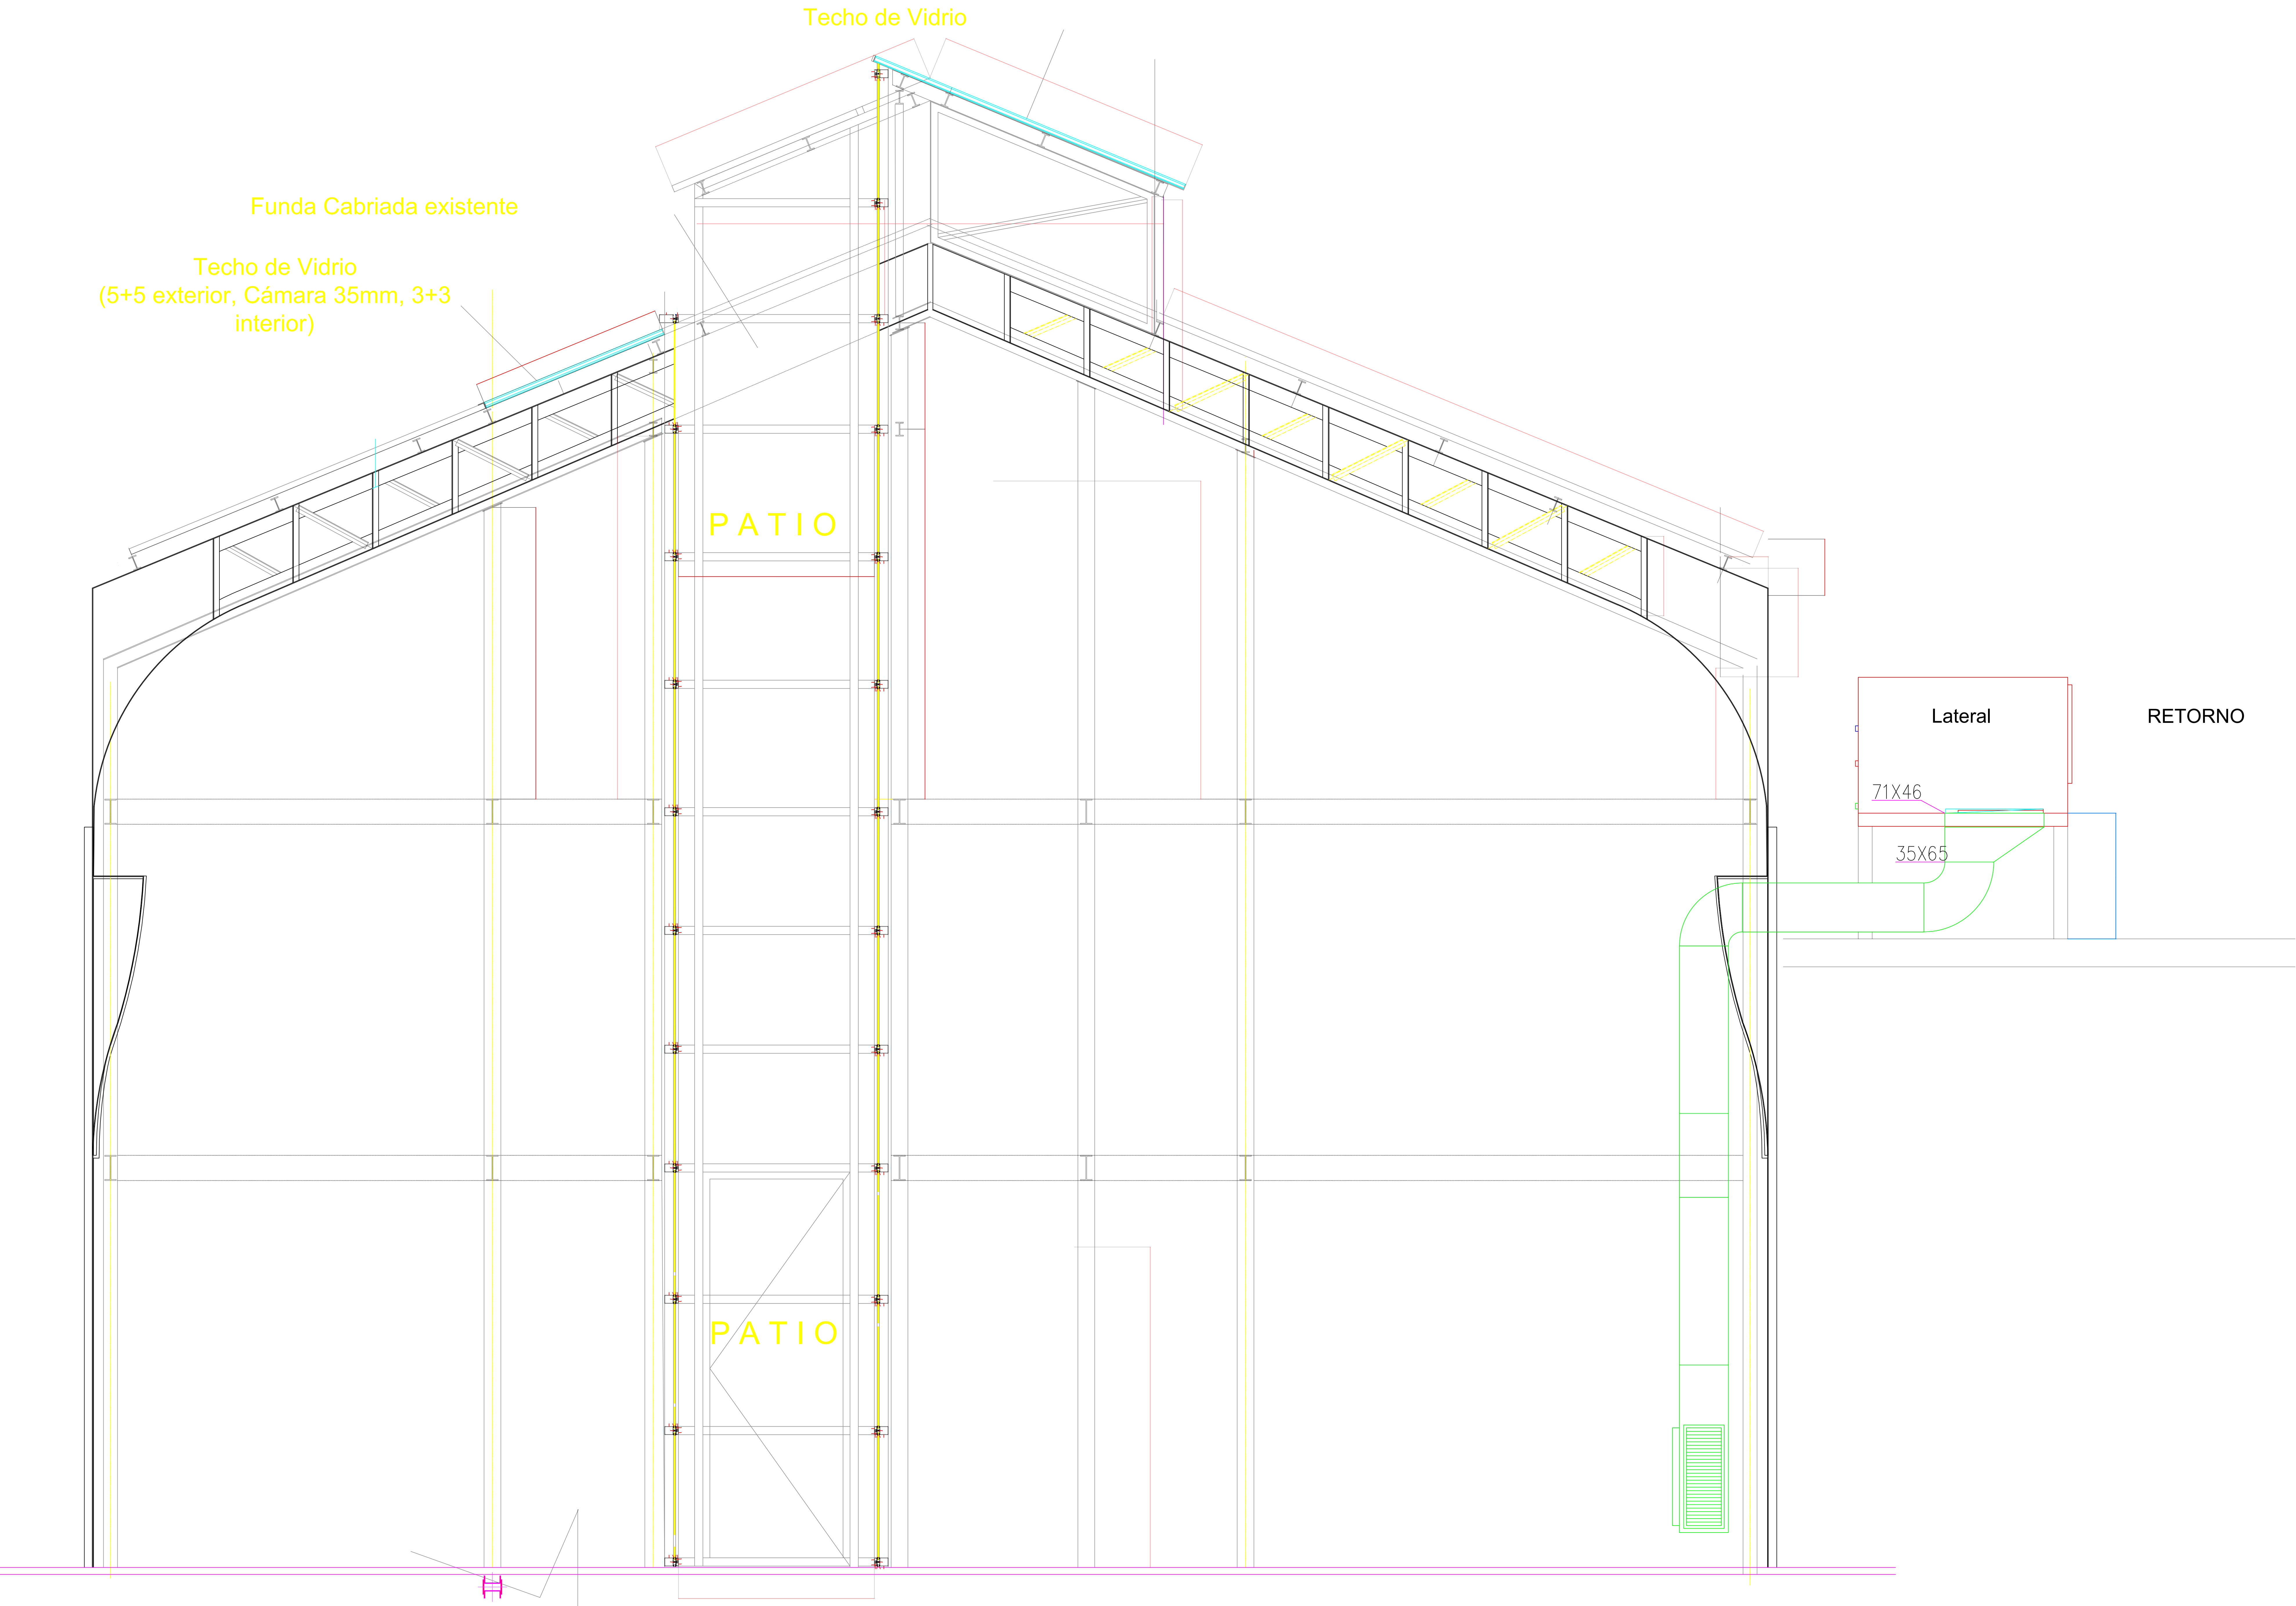 Techo de Vidrio
Funda Cabriada existente
Techo de Vidrio
(5+5 exterior, Cámara 35mm, 3+3
interior)
PATIO
Lateral
RETORNO
71X46
35X65
PATIO